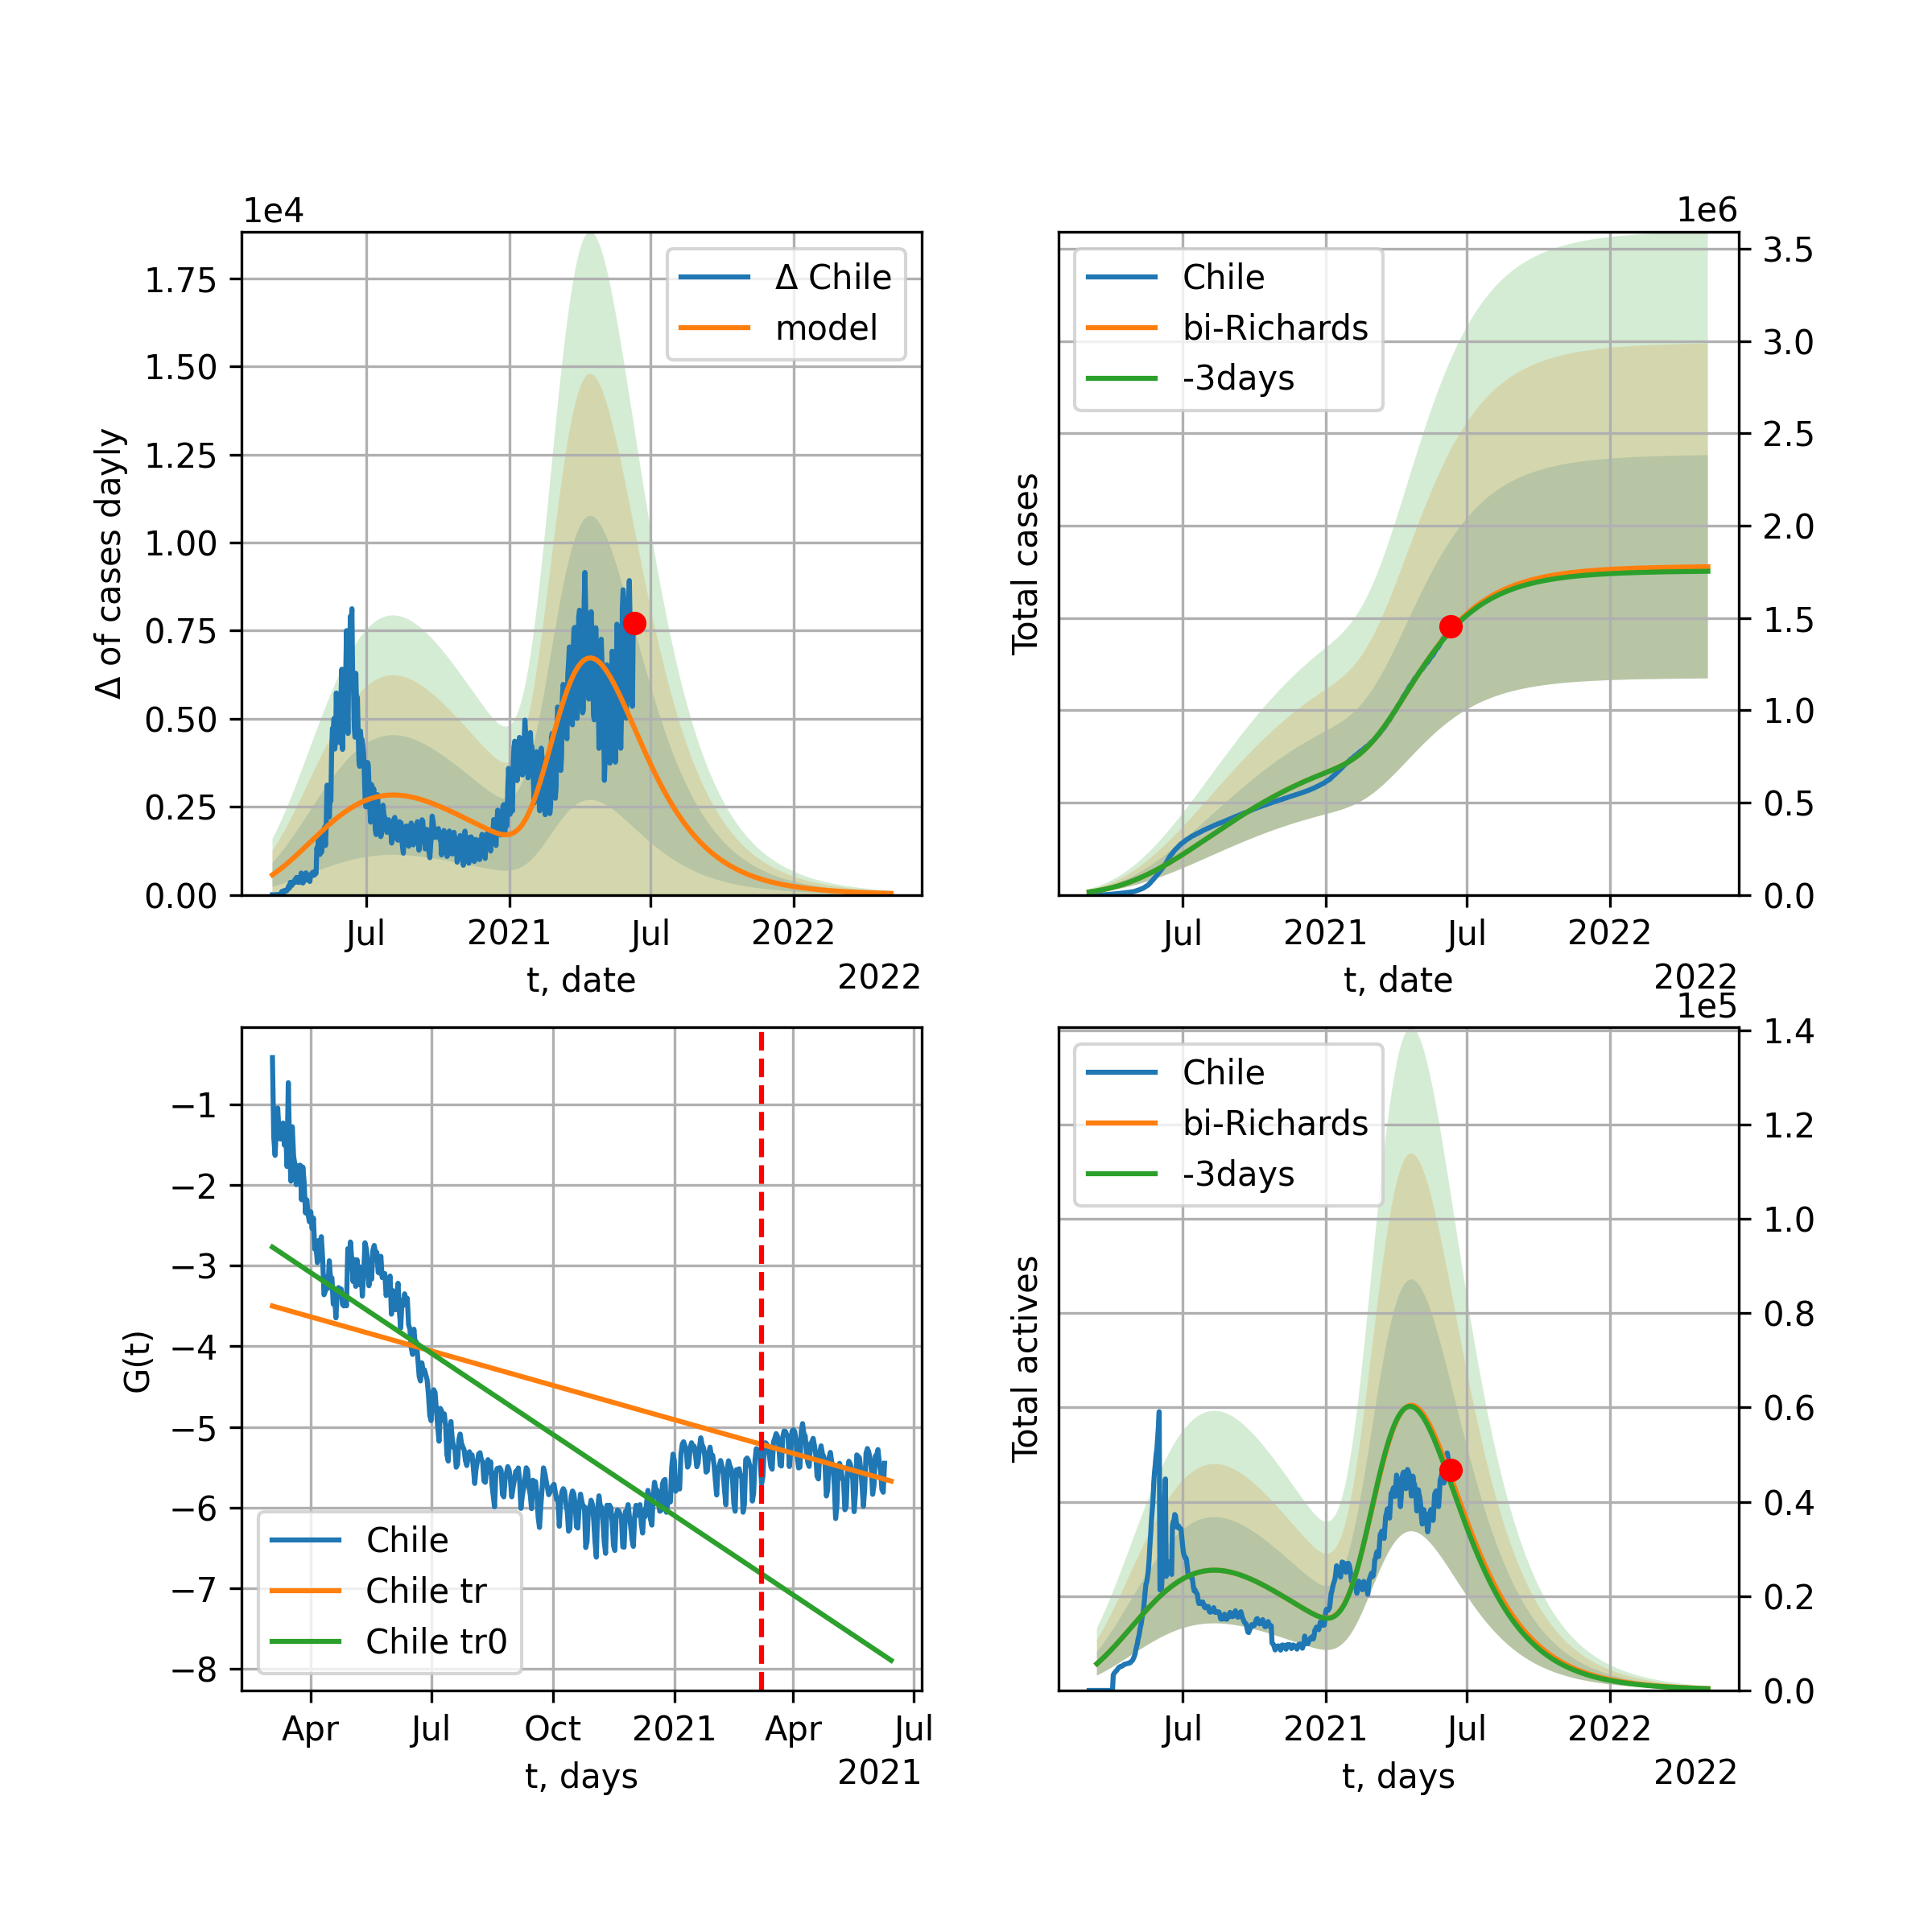 1e4
Δ of cases dayly
1.75
1.50
1.25
1.00
0.75
0.50
0.25
0.00
Δ Chile
model
Jul
2021
Jul
2022
t, date
2022
1e6
Total cases
Chile
bi-Richards
-3days
3.5
3.0
2.5
2.0
1.5
1.0
0.5
0.0
Jul
2021
Jul
2022
t, date
2022
G(t)
−1
−2
−3
−4
−5
−6
−7
−8
Chile
Chile tr
Chile tr0
Apr
Jul
Oct
2021
Apr
Jul
t, days
2021
1e5
Total actives
Chile
bi-Richards
-3days
1.4
1.2
1.0
0.8
0.6
0.4
0.2
0.0
Jul
2021
Jul
2022
t, days
2022